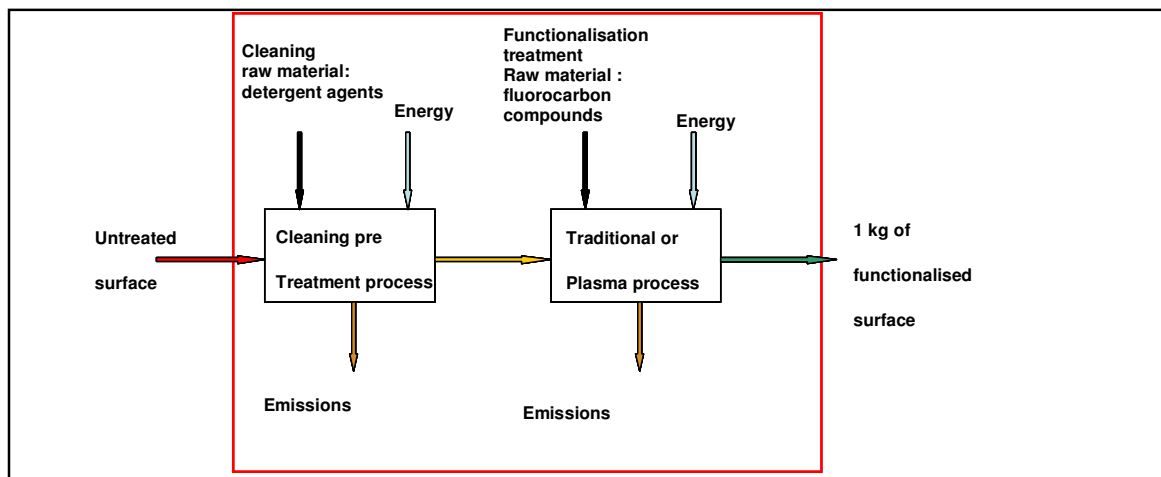 Cleaning
raw material:
detergent agents
Energy
Functionalisation
treatment
Raw material :
fluorocarbon
compounds
Energy
Untreated
surface
Cleaning pre
Treatment process
Traditional or
Plasma process
1 kg of
functionalised
surface
Emissions
Emissions